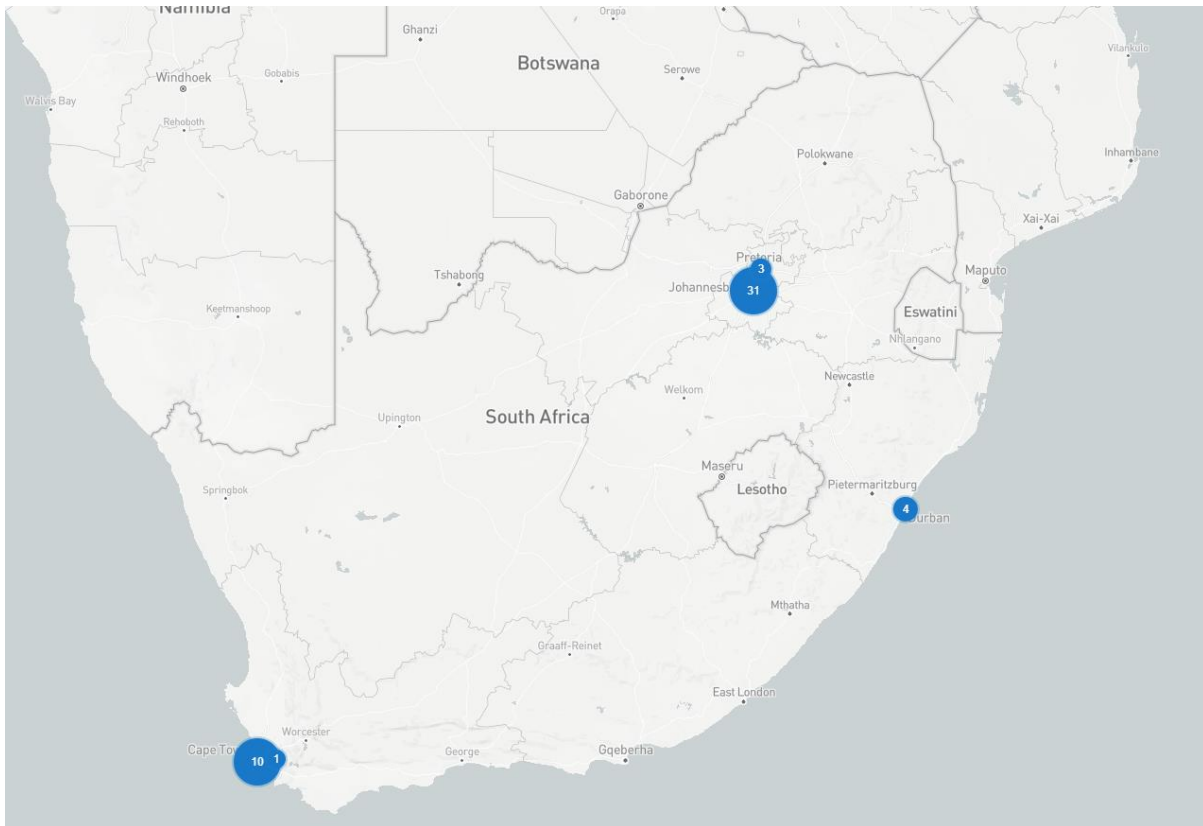 Namibia
Orapa
Ghanzi
Vilankulo
Botswana
Serowe
Windhoek
Gobabis
Walvis Bay
Rehoboth
Polokwane
Inhambane
Gaborone
Xai-Xai
Pretoria
3
Tshabong
Maputo
Johannesb
31
Keetmanshoop
Eswatini
Nhlangano
Newcastle
Welkom
South Africa
Upington
Maseru
Lesotho
Pietermaritzburg
Springbok
4
urban
Mthatha
Graaff-Reinet
East London
Worcester
Cape To
10
1
George
Gqeberha